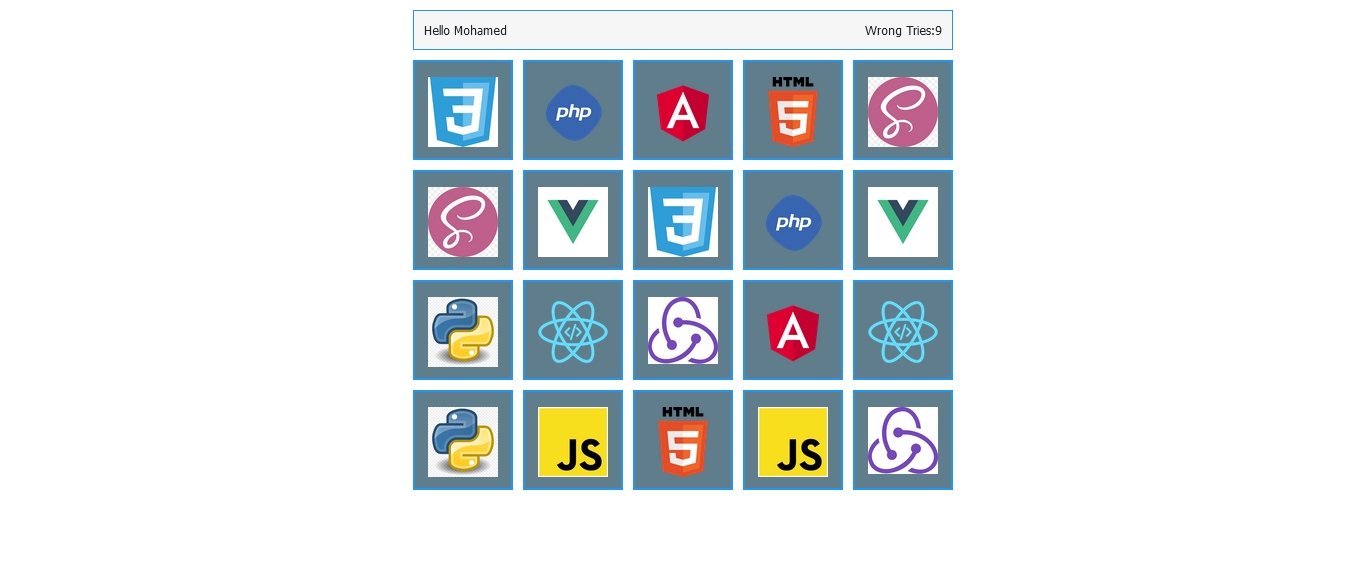 Hello Mohamed
Wrong Tries:9
php
HTML
php
HTML
JS
JS